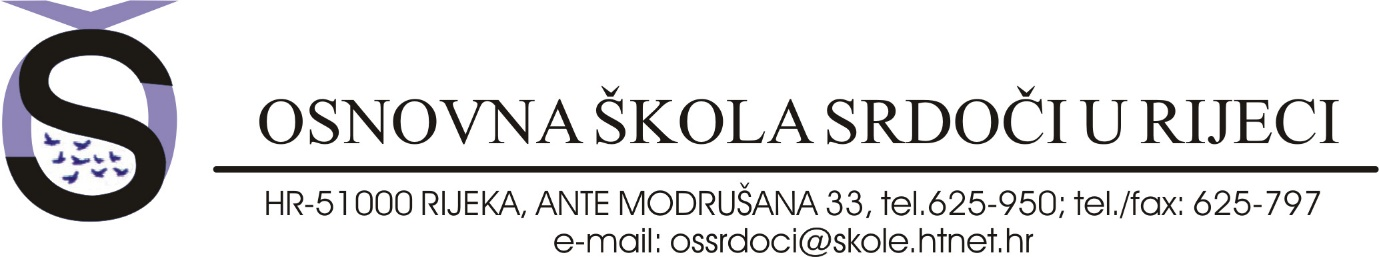 OŠ
OSNOVNA ŠKOLA SRDOČI U RIJECI
HR-51000 RIJEKA, ANTE MODRUŠANA 33, tel.625-950; tel./fax: 625-797
e-mail: ossrdoci@skole.htnet.hr